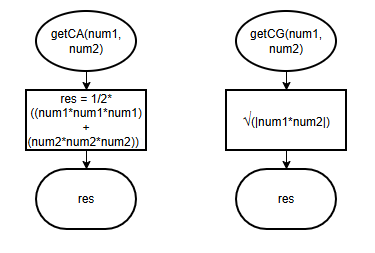 getCA(num1,
num2)
res = 1/2*
((num1*num1*num1)
+
(num2*num2*num2))
res
getCG(num1,
num2)
√(|num1*num2|)
res